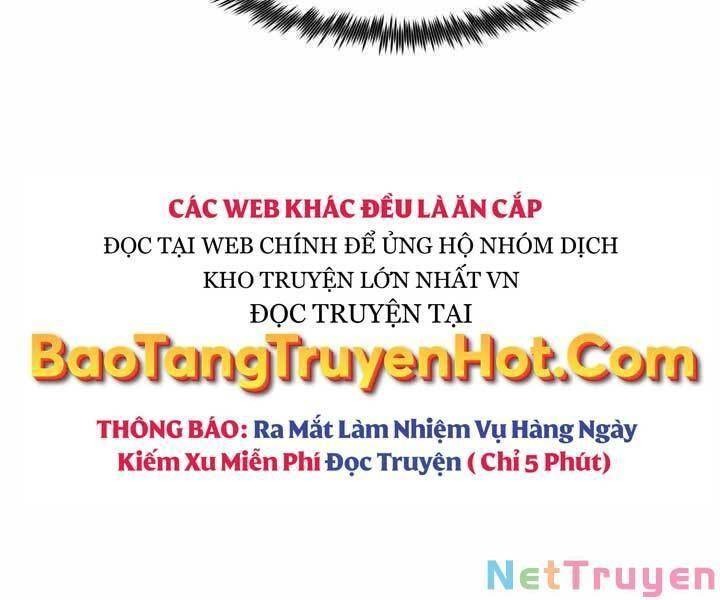 CÁC WEB KHÁC ĐỀU LÀ ĂN CẮP
ĐỌC TẠI WEB CHÍNH ĐỂ ỦNG HỘ NHÓM DỊCH
KHO TRUYỆN LỚN NHẤT VN
ĐỌC TRUYỆN TẠI
BaoTangTruyenHot.Com
THÔNG BÁO: Ra Mắt Làm Nhiệm Vụ Hàng Ngày
Kiếm Xu Miễn Phí Đọc Truyện ( Chỉ 5 Phút)
NetTruyen